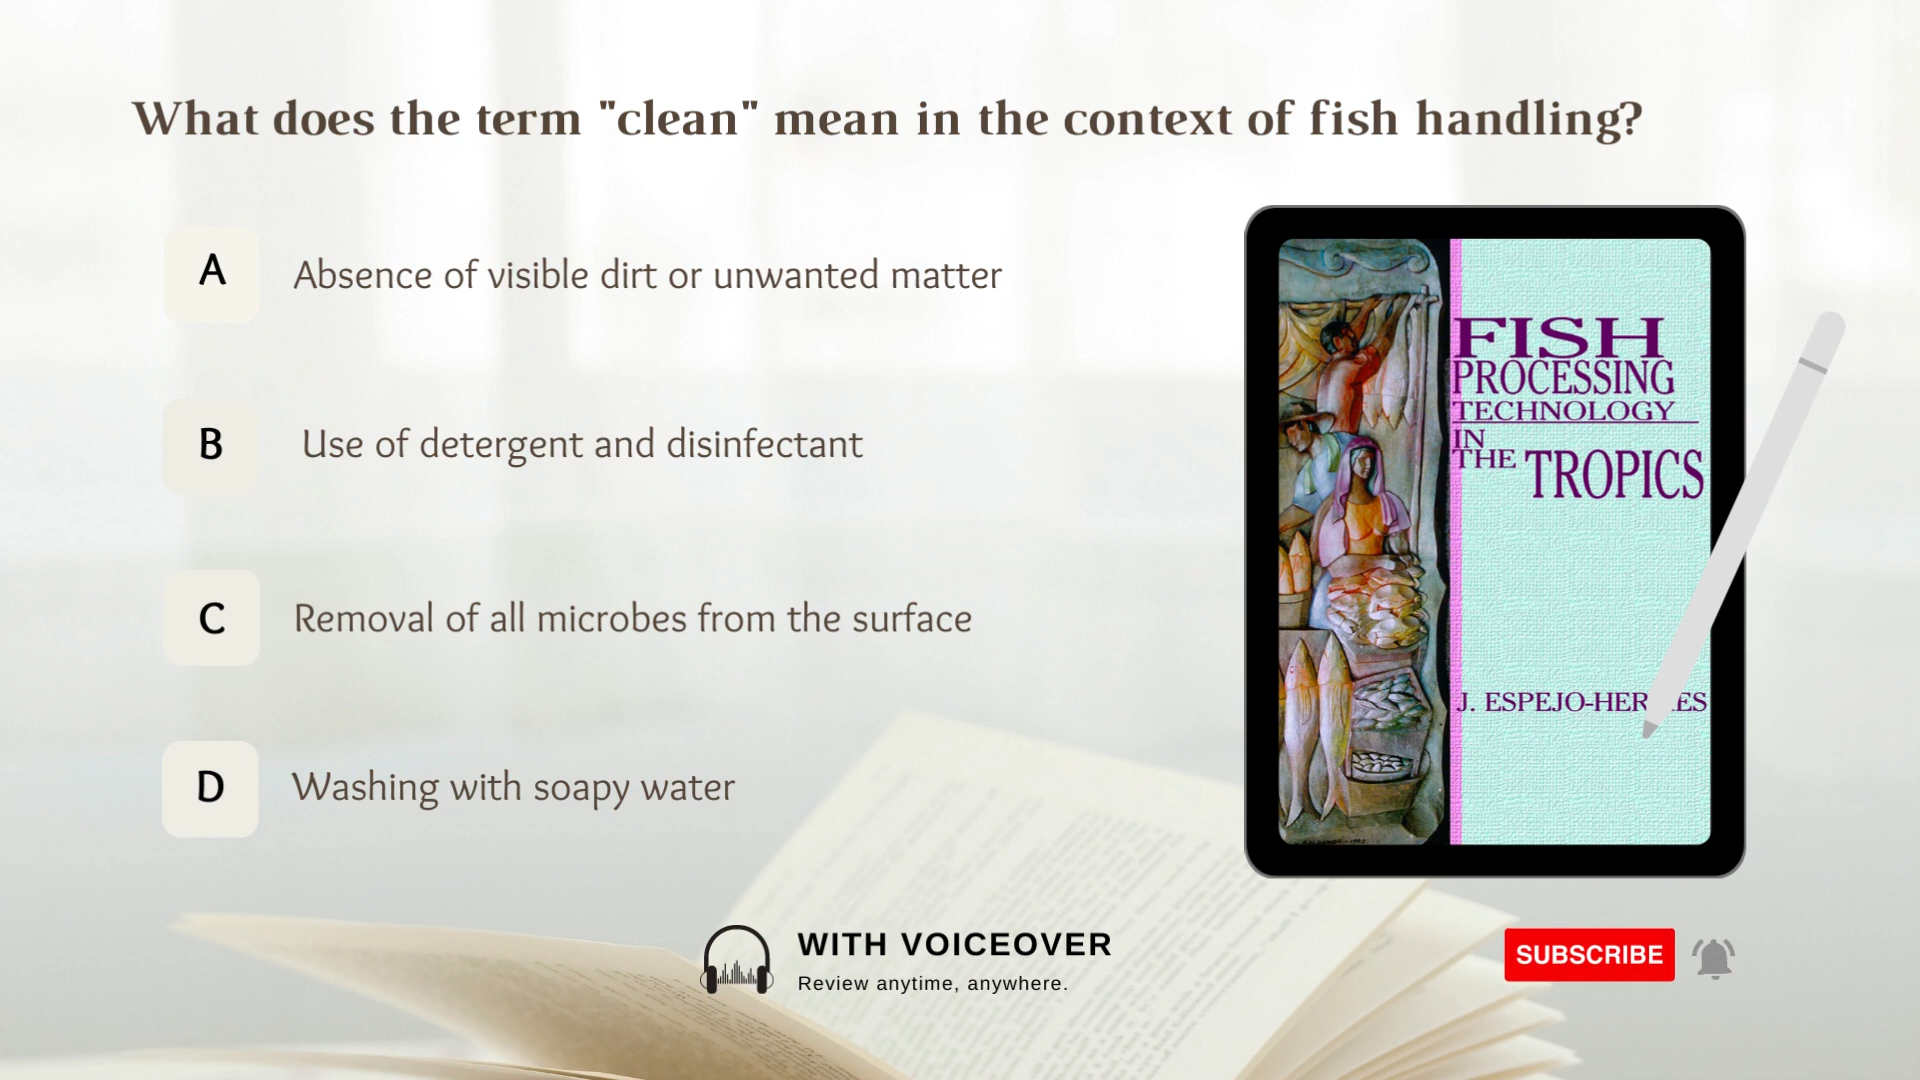 What does the term "clean" mean in the context of fish handling?
A
Absence of visible dirt or unwanted matter
B
Use of detergent and disinfectant
C
Removal of all microbes from the surface
D
Washing with soapy water
FISH
PROCESSING
TECHNOLOGY
IN
THE TROPICS
J.
WITH VOICEOVER
Review anytime, anywhere.
SUBSCRIBE